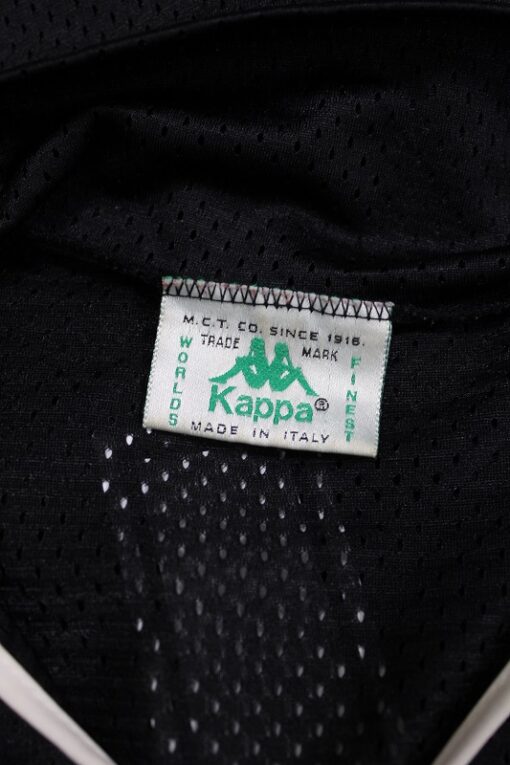 M.C.T. CO. SINCE 1916.
TRADE MARK
WORLDS
FINEST
Kappa®
MADE IN ITALY